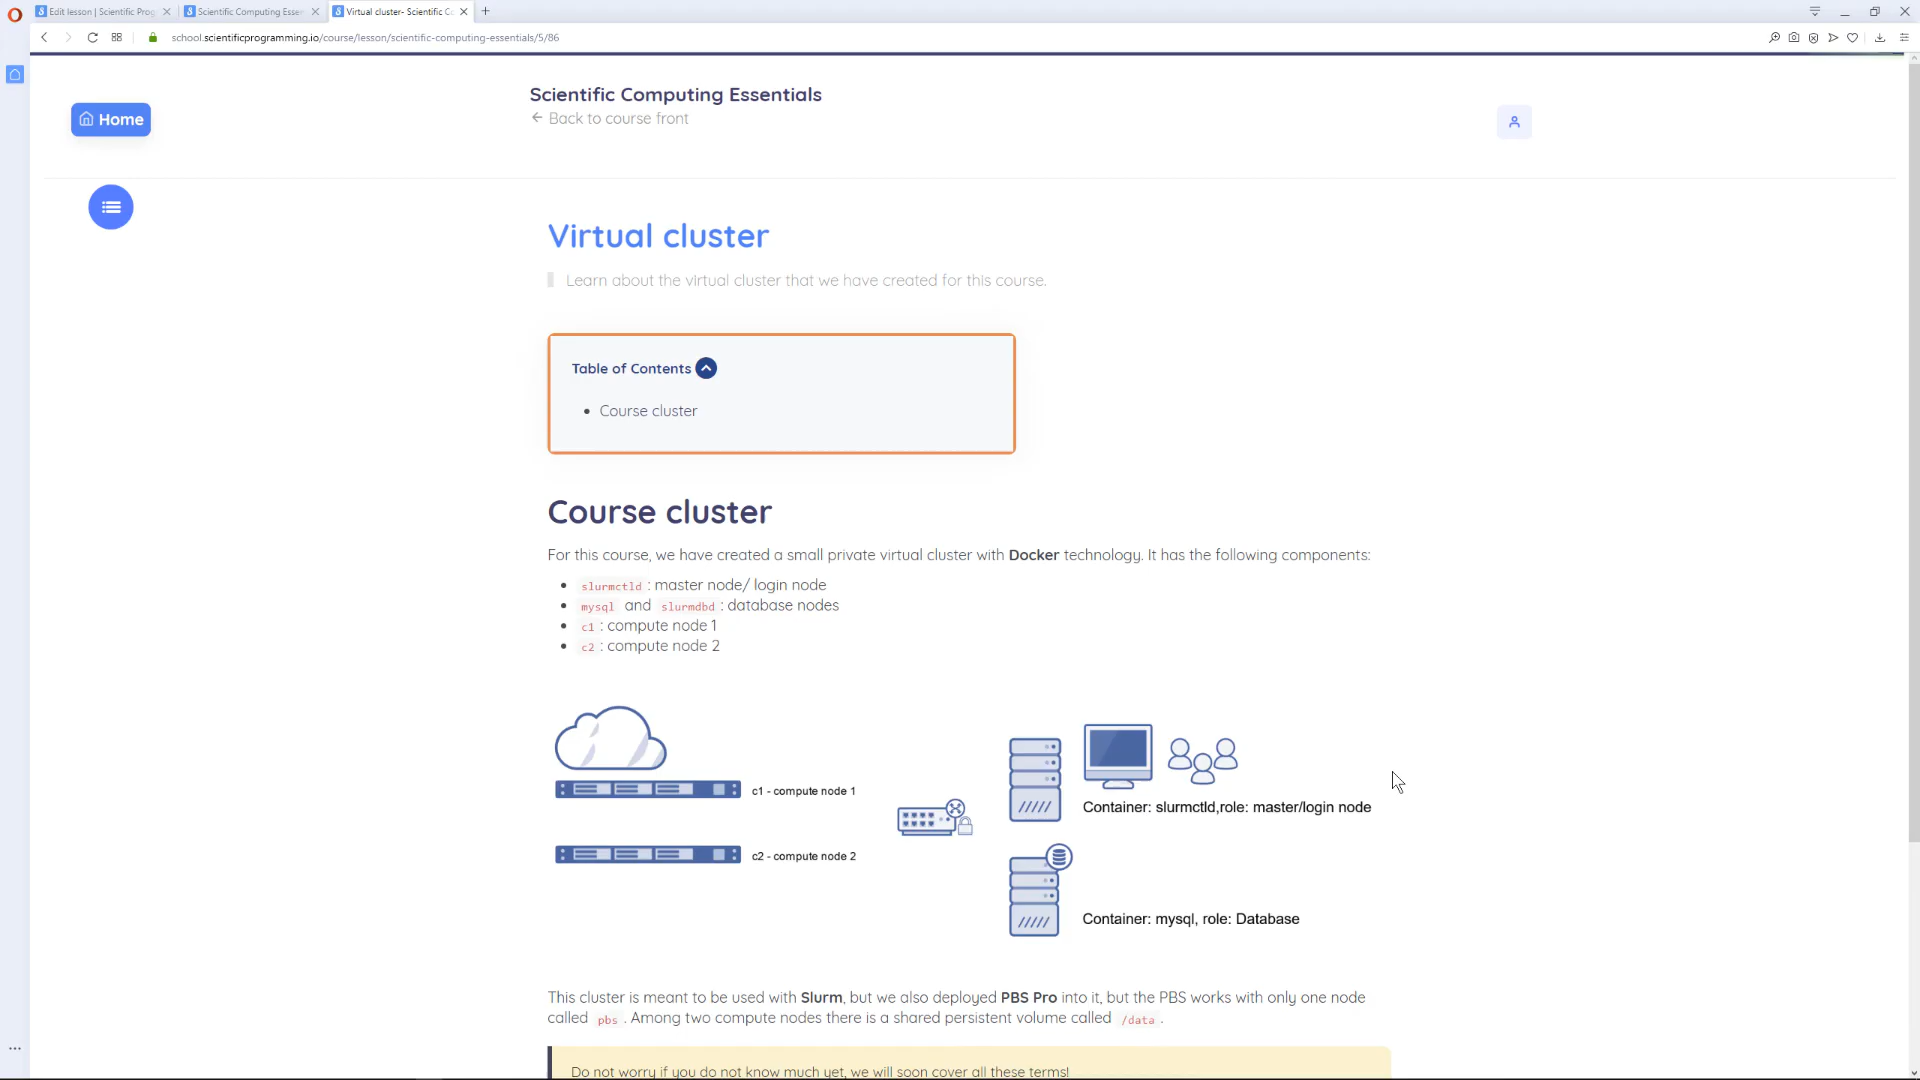 Edit lesson | Scientific Prog
Scientific Computing Esse
Virtual cluster- Scientific Co
school.scientificprogramming.io/course/lesson/scientific-computing-essentials/5/86
Home
Scientific Computing Essentials
← Back to course front
Virtual cluster
Learn about the virtual cluster that we have created for this course.
Table of Contents
• Course cluster
Course cluster
For this course, we have created a small private virtual cluster with Docker technology. It has the following components:
• slurmctld : master node/ login node
• mysql and slurmdbd : database nodes
• c1 : compute node 1
• c2 : compute node 2
c1 - compute node 1
c2 - compute node 2
Container: slurmctld,role: master/login node
Container: mysql, role: Database
This cluster is meant to be used with Slurm, but we also deployed PBS Pro into it, but the PBS works with only one node
called pbs . Among two compute nodes there is a shared persistent volume called /data .
Do not worry if you do not know much yet, we will soon cover all these terms!